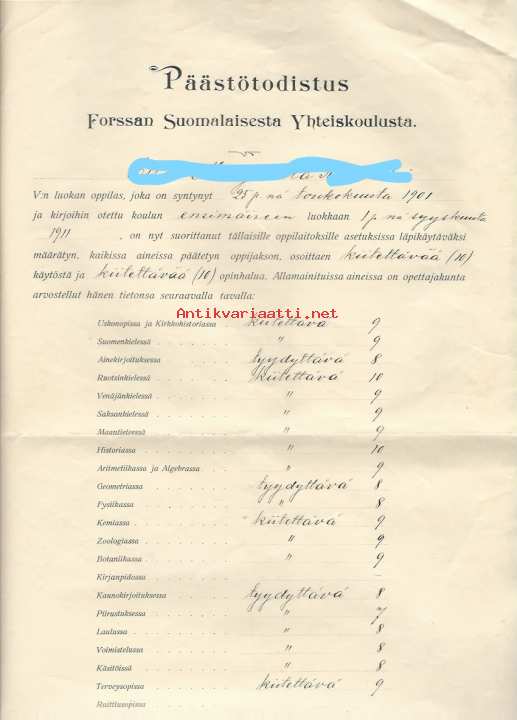 Päästötodistus
Forssan Suomalaisesta Yhteiskoulusta.
V:n luokan oppilas, joka on syntynyt 25 p. nä toukokuuta 1901
ja kirjoihin otettu koulun ensimäiseen luokkaan 1 p. nä syyskuuta
1911, on nyt suorittanut tällaisille oppilaitoksille asetuksissa läpikäytäväksi
määrätyn, kaikissa aineissa päätetyn oppijakson, osoittaen kiitettävää (10)
käytöstä ja kiitettävää (10) opinhalua. Allamainituissa aineissa on opettajakunta
arvostellut hänen tietonsa seuraavalla tavalla:
Antikvariaatti.net
Uskonopissa ja Kirkkohistoriassa kiitettävä 9
Suomenkielessä " 9
Ainekirjoituksessa tyydyttävä 8
Ruotsinkielessä kiitettävä 10
Venäjänkielessä " 9
Saksankielessä " 9
Maantieteessä " 9
Historiassa " 10
Aritmetiikassa ja Algebrassa " 9
Geometriassa tyydyttävä 8
Fysiikassa " 8
Kemiassa kiitettävä 9
Zoologiassa " 9
Botaniikassa " 9
Kirjanpidossa –
Kaunokirjoituksessa tyydyttävä 8
Piirustuksessa " 7
Laulussa " 8
Voimistelussa " 8
Käsitöissä " 8
Terveysopissa kiitettävä 9
Raittiusopissa